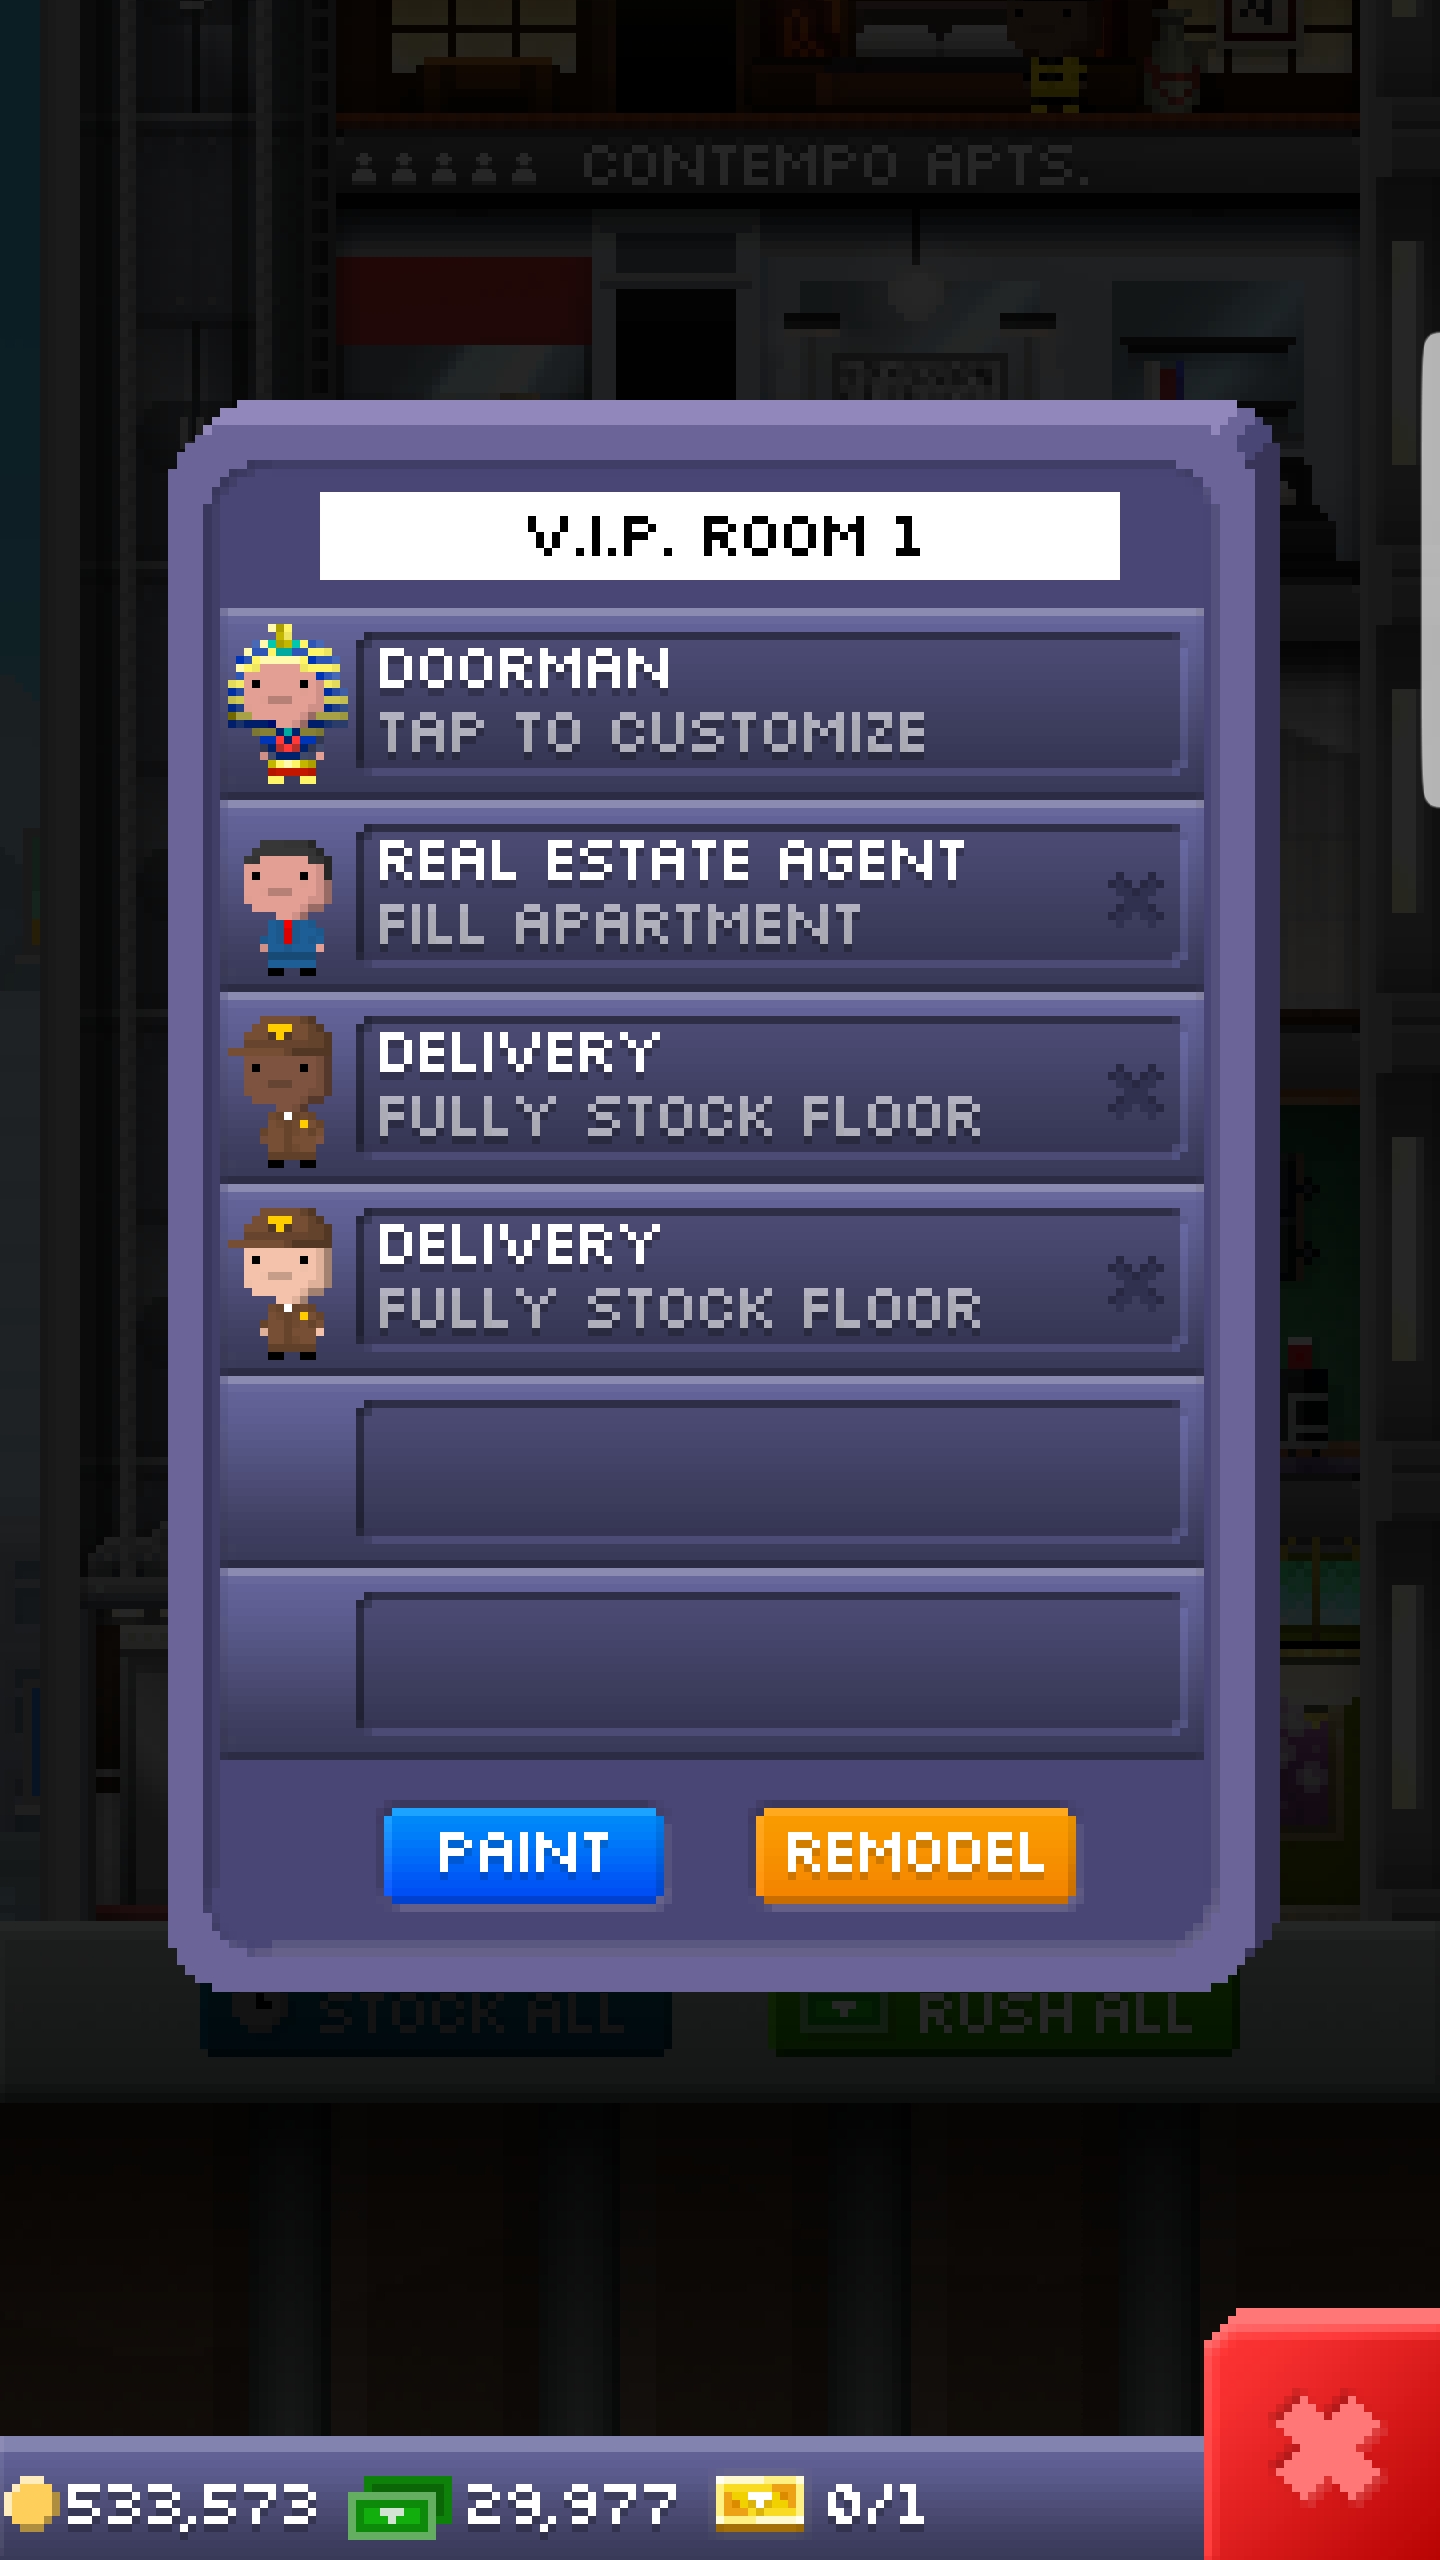 CONTEMPO APTS.
V.I.P. ROOM 1
DOORMAN
TAP TO CUSTOMIZE
REAL ESTATE AGENT
FILL APARTMENT
DELIVERY
FULLY STOCK FLOOR
DELIVERY
FULLY STOCK FLOOR
PAINT REMODEL
STOCK ALL RUSH ALL
533,573 29,977 0/1